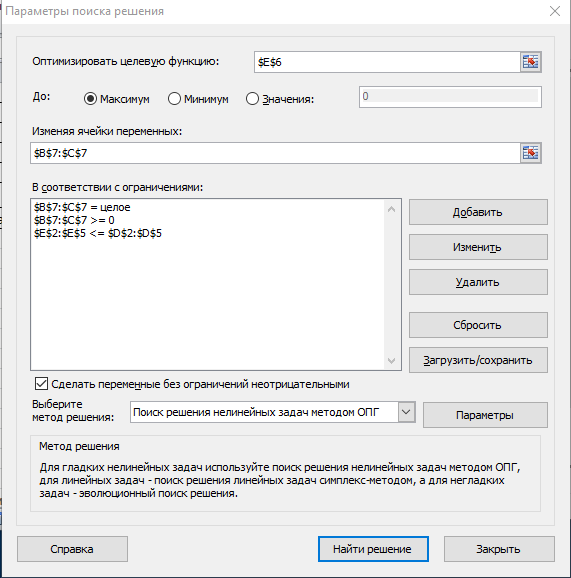 Параметры поиска решения
Оптимизировать целевую функцию:
$E$6
До:
Максимум
Минимум
Значения:
0
Изменяя ячейки переменных:
$B$7:$C$7
В соответствии с ограничениями:
$B$7:$C$7 = целое
$B$7:$C$7 >= 0
$E$2:$E$5 <= $D$2:$D$5
Добавить
Изменить
Удалить
Сбросить
Загрузить/сохранить
Сделать переменные без ограничений неотрицательными
Выберите
метод решения:
Поиск решения нелинейных задач методом ОПГ
Параметры
Метод решения
Для гладких нелинейных задач используйте поиск решения нелинейных задач методом ОПГ,
для линейных задач - поиск решения линейных задач симплекс-методом, а для негладких
задач - эволюционный поиск решения.
Справка
Найти решение
Закрыть